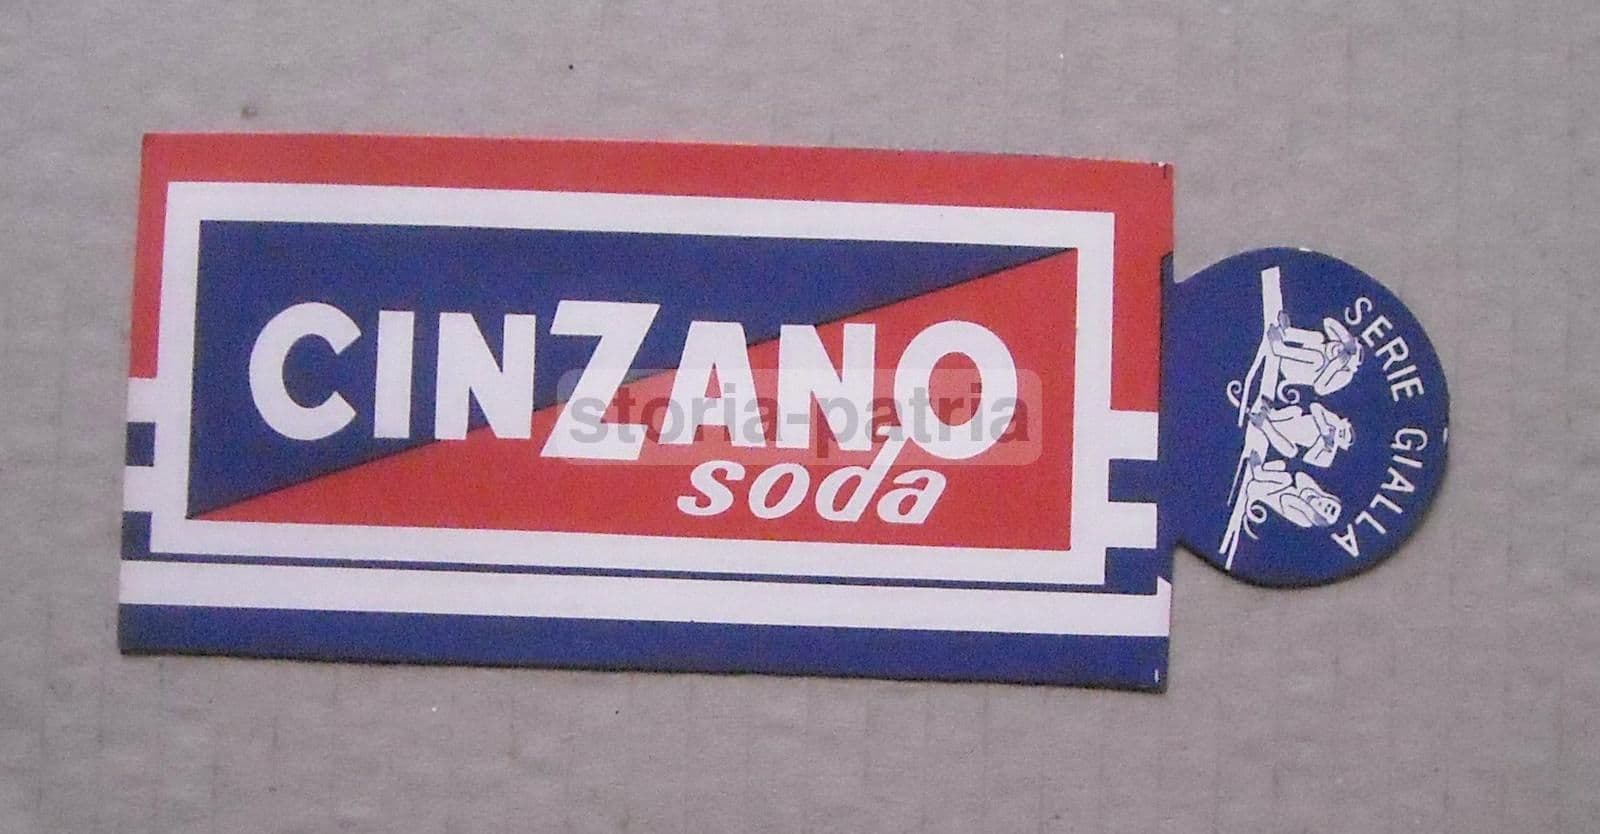 CINZANO
soda
SERIE GIALLA
storia-patria